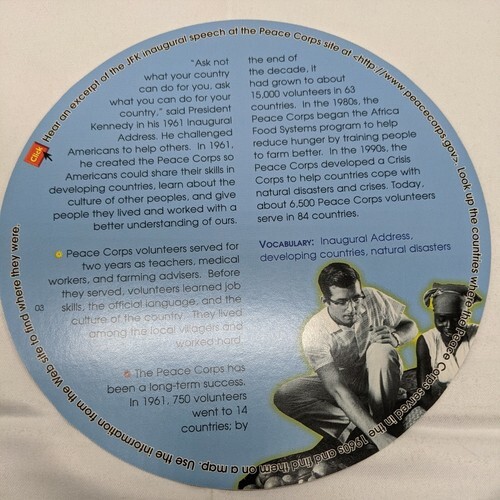 Click
Hear an excerpt of the JFK inaugural speech at the Peace Corps site at <http://www.peacecorps.gov>. Look up the countries where the Peace Corps served in the 1960s and find them on a map. Use the information from the Web site to find where they were.
"Ask not
what your country
can do for you, ask
what you can do for your
country," said President
Kennedy in his 1961 Inaugural
Address. He challenged
Americans to help others. In 1961,
he created the Peace Corps so
Americans could share their skills in
developing countries, learn about the
culture of other peoples, and give
people they lived and worked with a
better understanding of ours.
Peace Corps volunteers served for
two years as teachers, medical
workers, and farming advisers. Before
they served, volunteers learned job
skills, the official language, and the
culture of the country. They lived
among the local villagers and
worked hard.
The Peace Corps has
been a long-term success.
In 1961, 750 volunteers
went to 14
countries; by
the end of
the decade, it
had grown to about
15,000 volunteers in 63
countries. In the 1980s, the
Peace Corps began the Africa
Food Systems program to help
reduce hunger by training people
to farm better. In the 1990s, the
Peace Corps developed a Crisis
Corps to help countries cope with
natural disasters and crises. Today,
about 6,500 Peace Corps volunteers
serve in 84 countries.
VOCABULARY: Inaugural Address,
developing countries, natural disasters
03